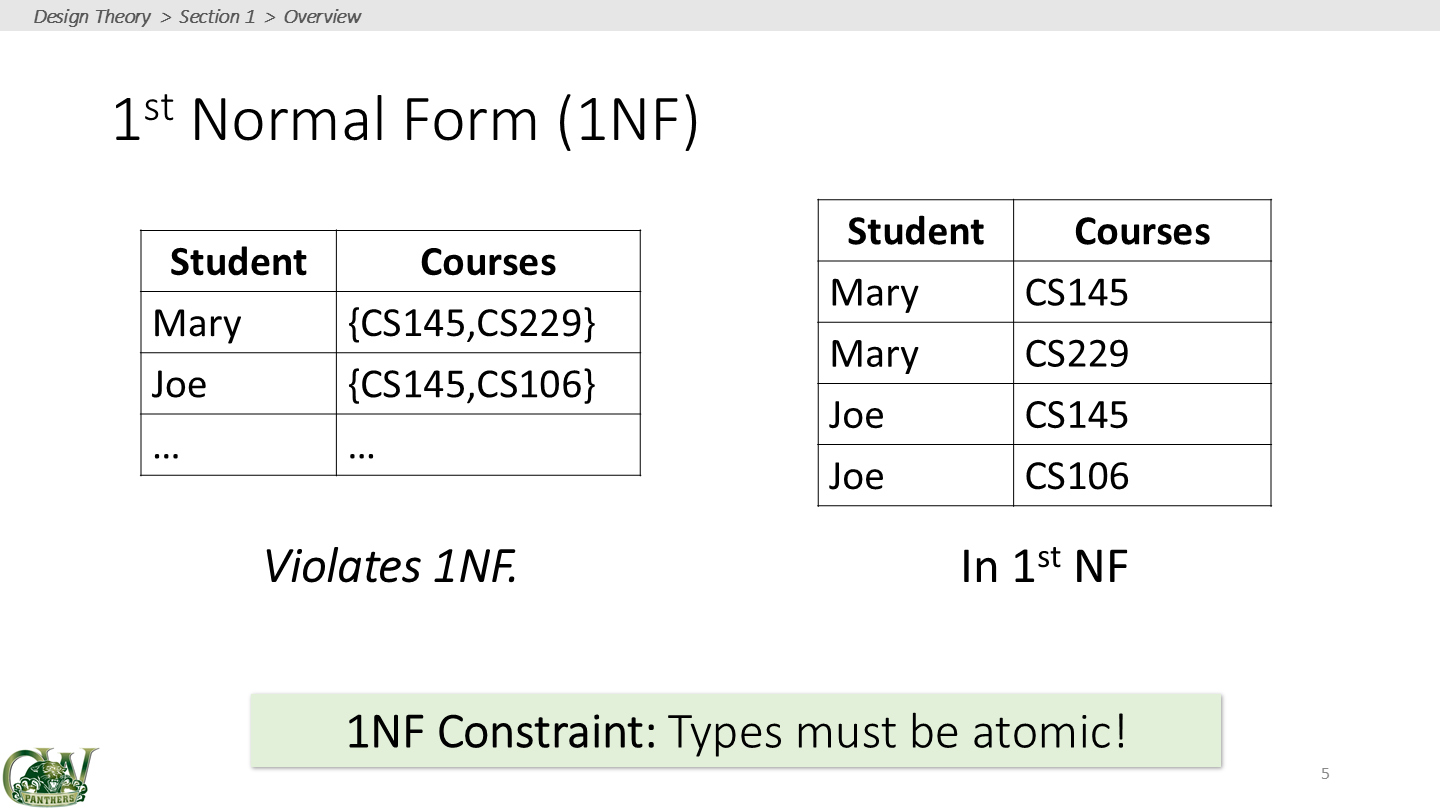 Design Theory > Section 1 > Overview
1st Normal Form (1NF)
Student Courses
Mary {CS145,CS229}
Joe {CS145,CS106}
… …
Violates 1NF.
Student Courses
Mary CS145
Mary CS229
Joe CS145
Joe CS106
In 1st NF
1NF Constraint: Types must be atomic!
CW
PANTHERS
5